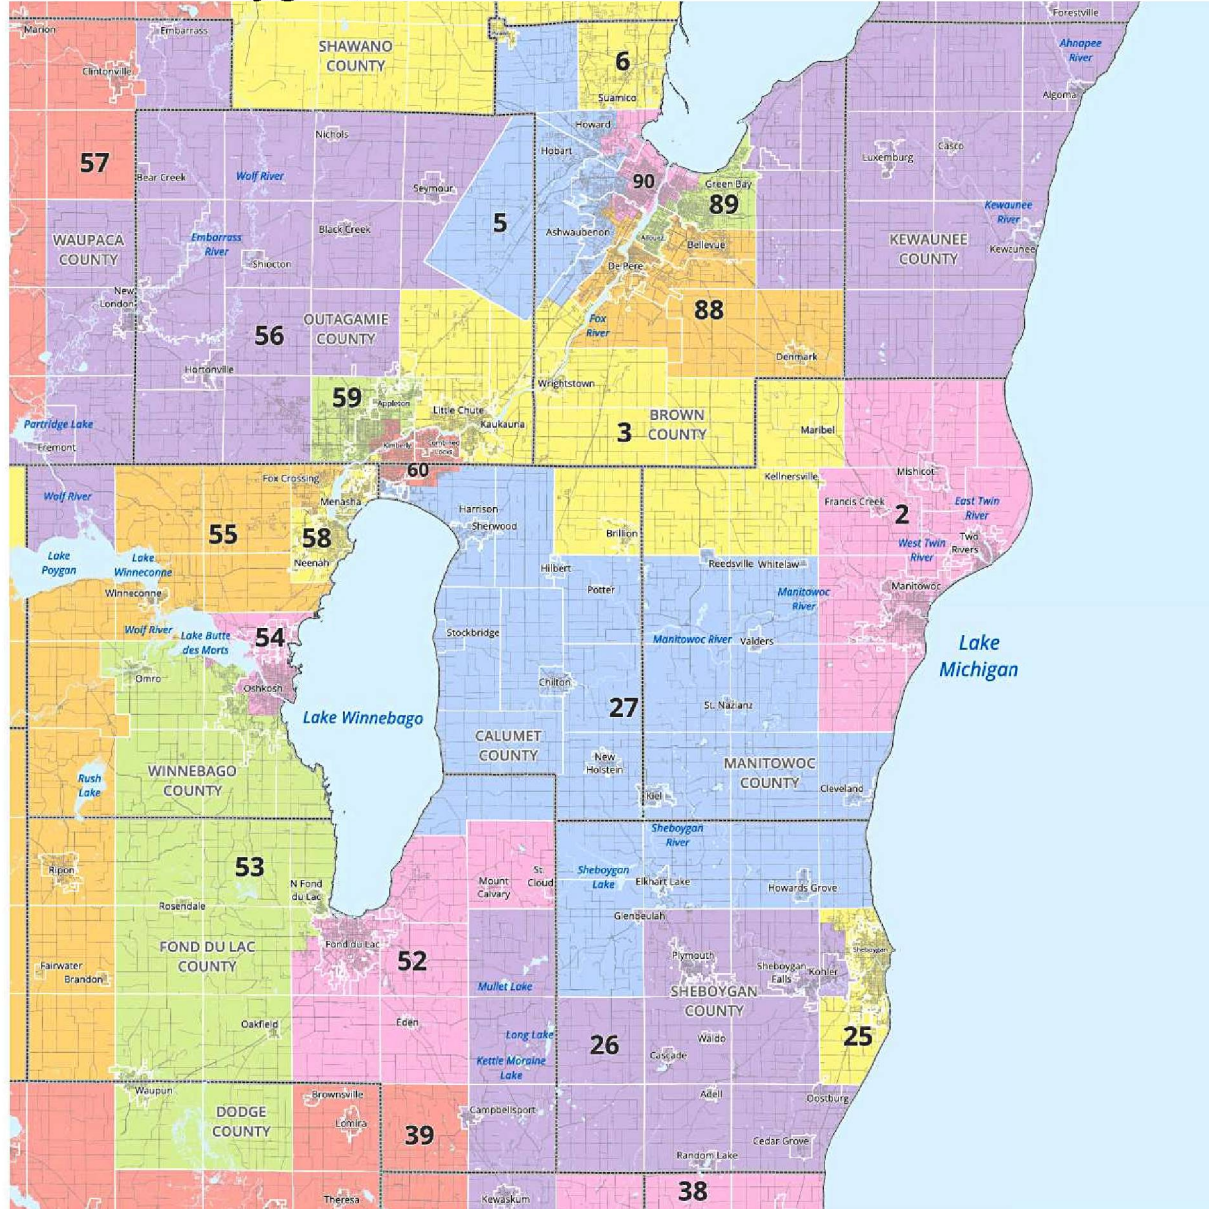 Forestville
Marion
Embarrass
SHAWANO
COUNTY
Ahnapee
River
6
Clintonville
Suamico
Algoma
Howard
Nichols
Casco
Hobart
Luxemburg
57
Bear Creek
Wolf River
Seymour
90
Green Bay
89
Kewaunee
River
5
Black Creek
Ashwaubenon
Allouez
Bellevue
WAUPACA
COUNTY
Embarrass
River
KEWAUNEE
COUNTY
Kewaunee
Shiocton
De Pere
New
London
88
Fox
River
56
OUTAGAMIE
COUNTY
Denmark
Hortonville
Wrightstown
59
Appleton
Little Chute
Kaukauna
BROWN
COUNTY
3
Maribel
Partridge Lake
Fremont
Kimberly
Combined
Locks
60
Mishicot
Kellnersville
Fox Crossing
Wolf River
Menasha
Francis Creek
East Twin
River
2
Harrison
Sherwood
55
58
Brillion
West Twin
River
Two
Rivers
Lake
Poygan
Lake
Winneconne
Neenah
Hilbert
Reedsville
Whitelaw
Winneconne
Potter
Manitowoc
River
Manitowoc
Wolf River
Lake Butte
des Morts
54
Stockbridge
Manitowoc River
Valders
Lake
Michigan
Omro
Oshkosh
Chilton
27
St. Nazianz
Lake Winnebago
CALUMET
COUNTY
New
Holstein
MANITOWOC
COUNTY
WINNEBAGO
COUNTY
Rush
Lake
Kiel
Cleveland
Sheboygan
River
53
Ripon
N Fond
du Lac
Mount
Calvary
St.
Cloud
Sheboygan
Lake
Elkhart Lake
Howards Grove
Rosendale
Glenbeulah
FOND DU LAC
COUNTY
Fond du Lac
52
Plymouth
Sheboygan
Fairwater
Brandon
Sheboygan
Falls
Kohler
Mullet Lake
SHEBOYGAN
COUNTY
Oakfield
Eden
Long Lake
26
Waldo
25
Cascade
Kettle Moraine
Lake
Waupun
Brownsville
Adell
Oostburg
DODGE
COUNTY
Lomira
39
Campbellsport
Cedar Grove
Random Lake
Theresa
Kewaskum
38